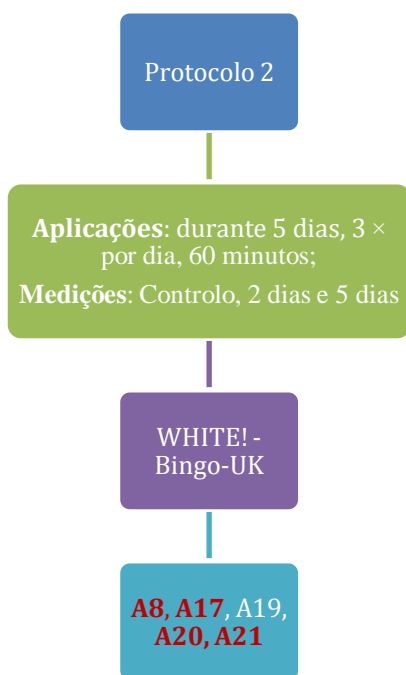 Protocolo 2
Aplicações: durante 5 dias, 3 ×
por dia, 60 minutos;
Medições: Controlo, 2 dias e 5 dias
WHITE! -
Bingo-UK
A8, A17, A19,
A20, A21